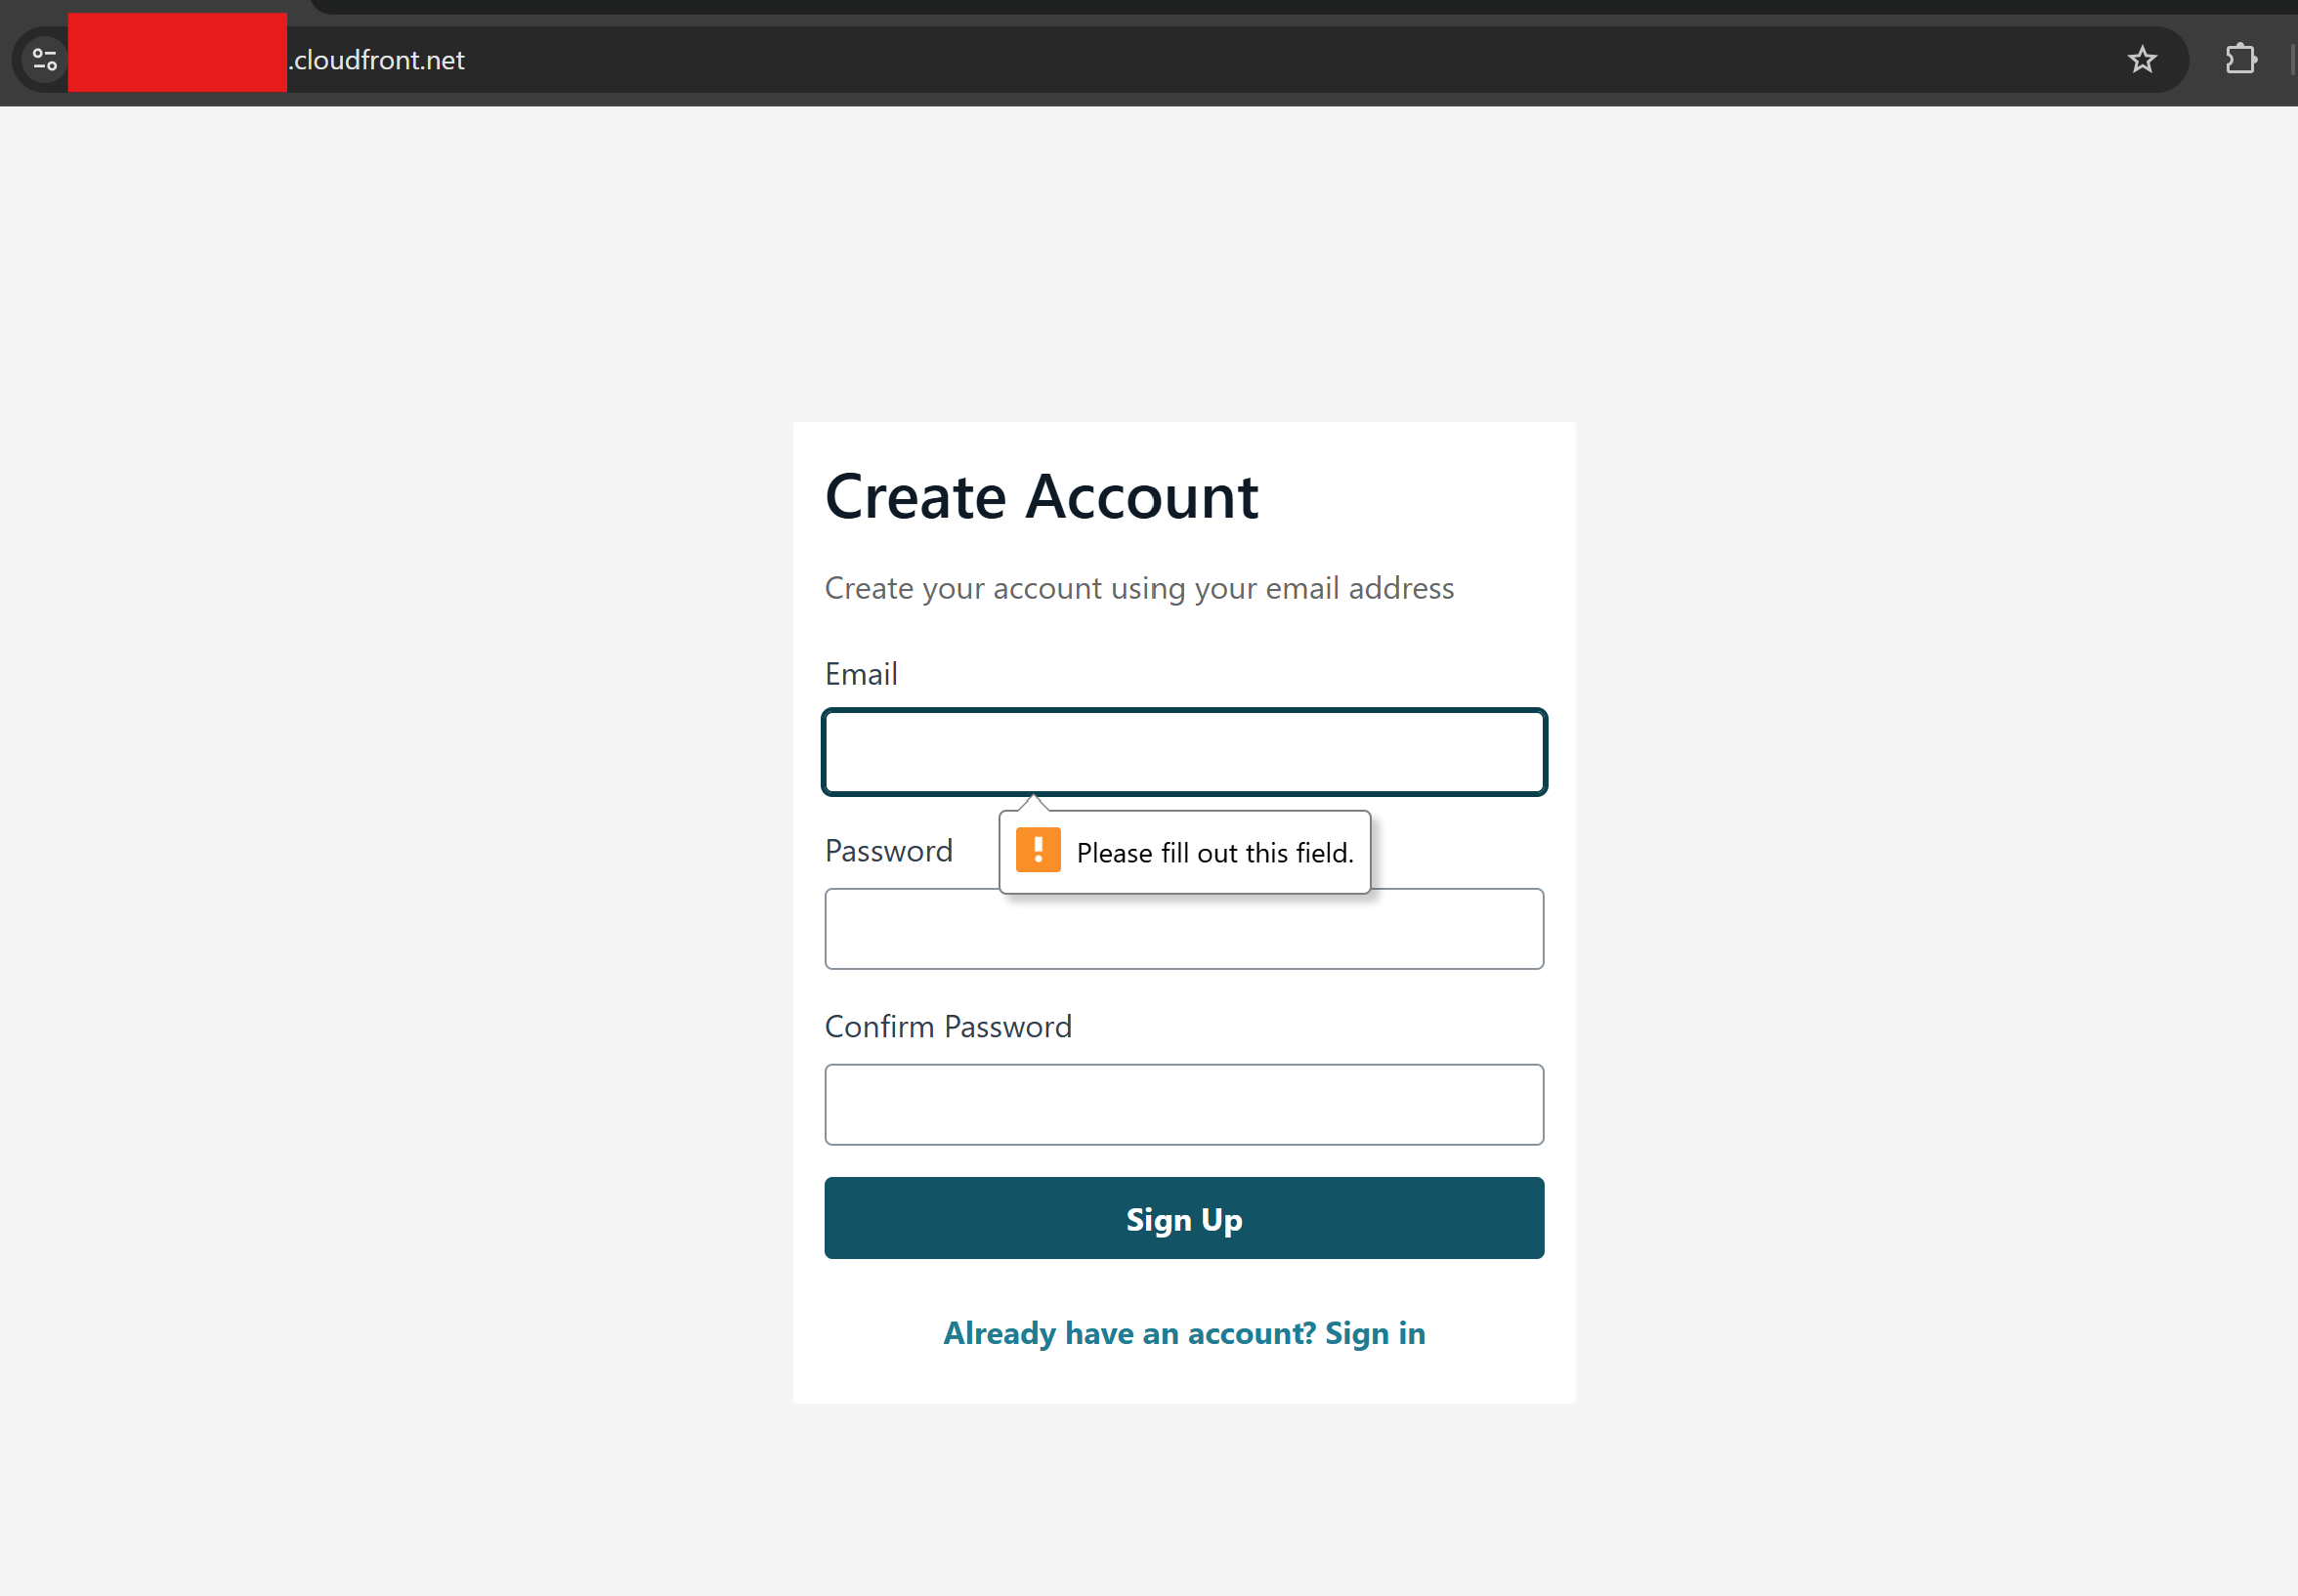 .cloudfront.net
Create Account
Create your account using your email address
Email
Please fill out this field.
Password
Confirm Password
Sign Up
Already have an account? Sign in